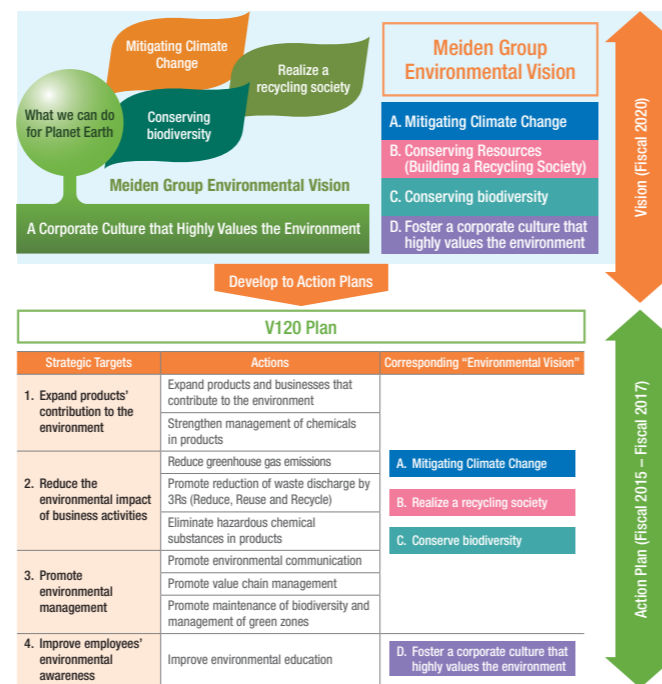 Mitigating Climate
Change
Realize a
recycling society
What we can do
for Planet Earth
Conserving
biodiversity
Meiden Group Environmental Vision
A Corporate Culture that Highly Values the Environment
Meiden Group
Environmental Vision
A. Mitigating Climate Change
B. Conserving Resources
(Building a Recycling Society)
C. Conserving biodiversity
D. Foster a corporate culture that
highly values the environment
Vision (Fiscal 2020)
Develop to Action Plans
V120 Plan
Strategic Targets
Actions
Corresponding “Environmental Vision”
1. Expand products’
contribution to the
environment
Expand products and businesses that
contribute to the environment
Strengthen management of chemicals
in products
2. Reduce the
environmental impact
of business activities
Reduce greenhouse gas emissions
Promote reduction of waste discharge by
3Rs (Reduce, Reuse and Recycle)
Eliminate hazardous chemical
substances in products
3. Promote
environmental
management
Promote environmental communication
Promote value chain management
Promote maintenance of biodiversity and
management of green zones
A. Mitigating Climate Change
B. Realize a recycling society
C. Conserve biodiversity
4. Improve employees’
environmental
awareness
Improve environmental education
D. Foster a corporate culture that
highly values the environment
Action Plan (Fiscal 2015 – Fiscal 2017)